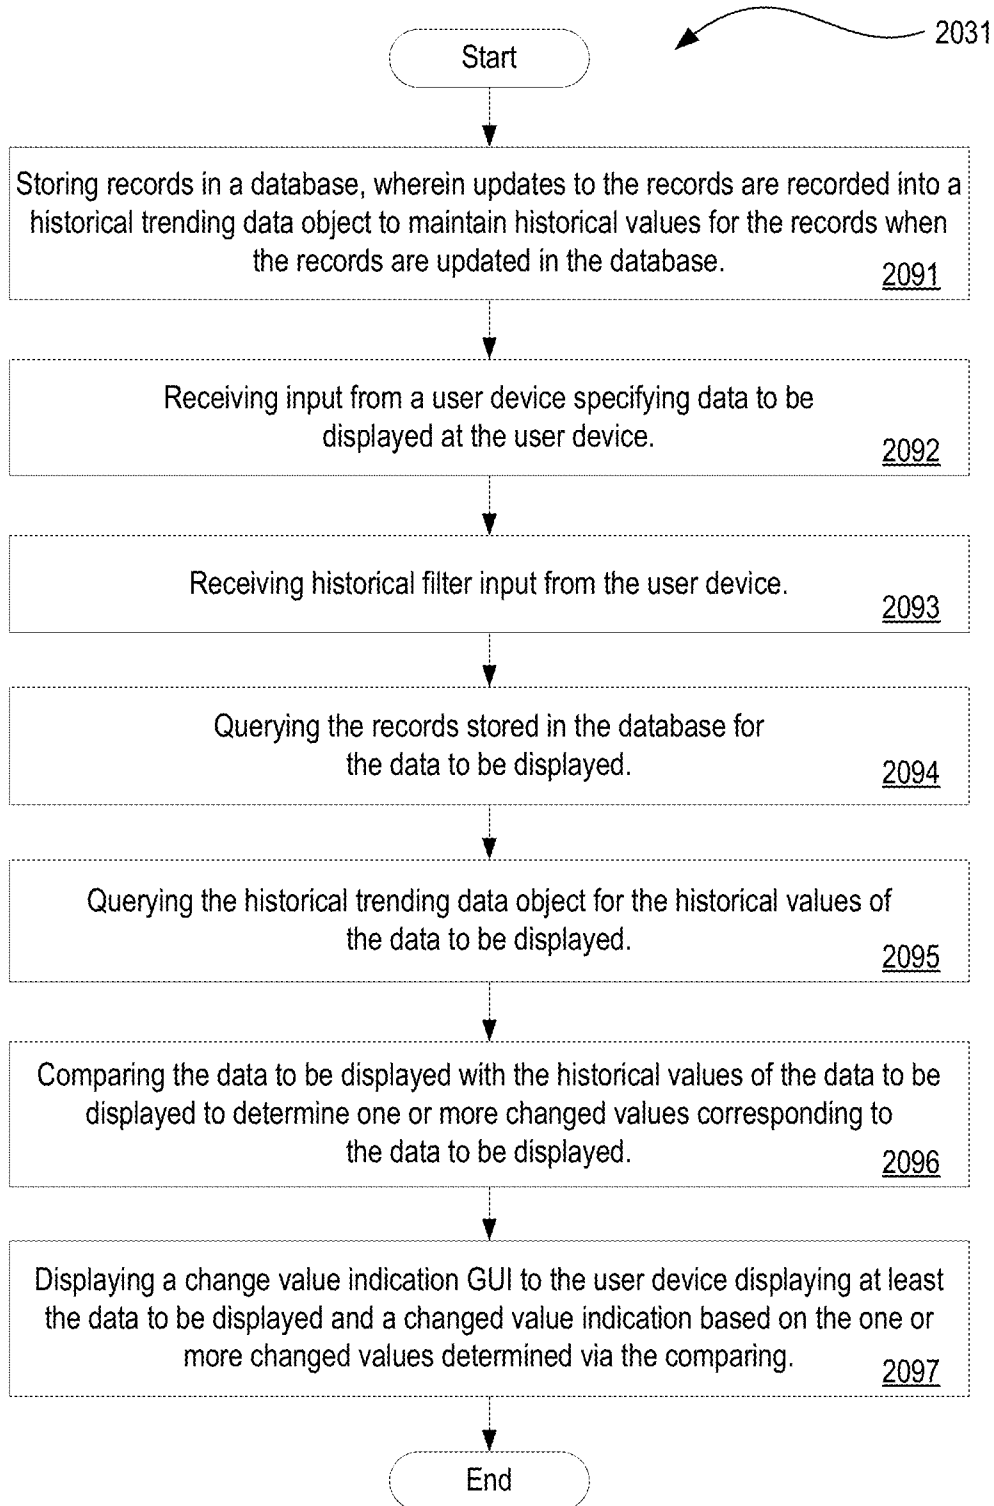 2031
Start
Storing records in a database, wherein updates to the records are recorded into a
historical trending data object to maintain historical values for the records when
the records are updated in the database.
2091
Receiving input from a user device specifying data to be
displayed at the user device.
2092
Receiving historical filter input from the user device.
2093
Querying the records stored in the database for
the data to be displayed.
2094
Querying the historical trending data object for the historical values of
the data to be displayed.
2095
Comparing the data to be displayed with the historical values of the data to be
displayed to determine one or more changed values corresponding to
the data to be displayed.
2096
Displaying a change value indication GUI to the user device displaying at least
the data to be displayed and a changed value indication based on the one or
more changed values determined via the comparing.
2097
End